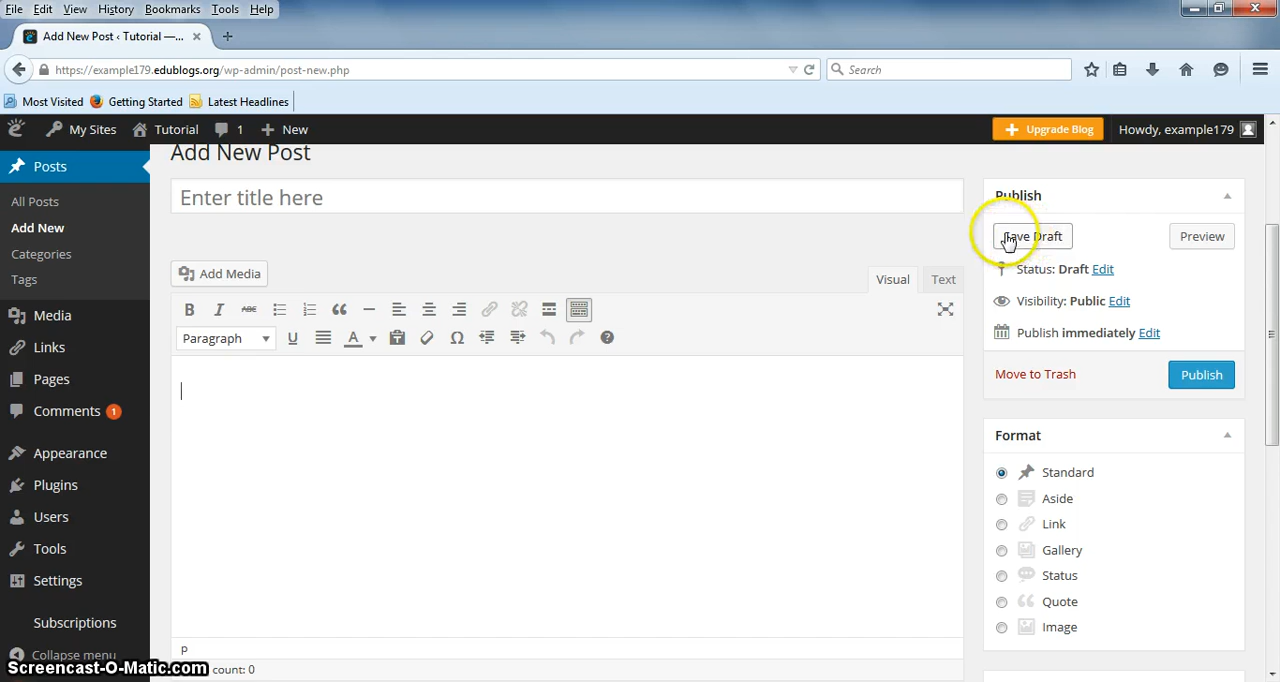 File Edit View History Bookmarks Tools Help
Add New Post ‹ Tutorial —...
https://example179.edublogs.org/wp-admin/post-new.php
Search
Most Visited Getting Started Latest Headlines
My Sites Tutorial 1 New Upgrade Blog Howdy, example179
Posts
All Posts
Add New
Categories
Tags
Media
Links
Pages
Comments 1
Appearance
Plugins
Users
Tools
Settings
Subscriptions
Collapse menu
Add New Post
Enter title here
Add Media
Visual Text
B I ABC
Paragraph U A Ω ?
p
count: 0
Publish
Save Draft Preview
Status: Draft Edit
Visibility: Public Edit
Publish immediately Edit
Move to Trash Publish
Format
Standard
Aside
Link
Gallery
Status
Quote
Image
Screencast-O-Matic.com